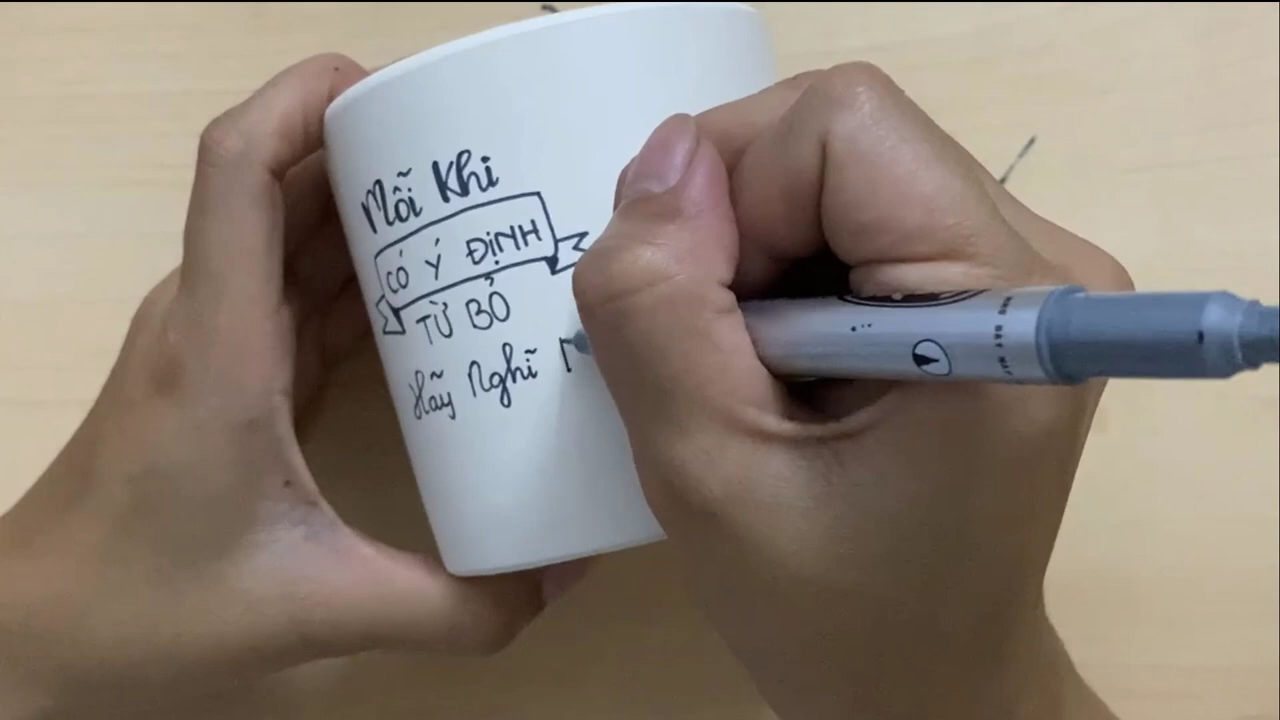 Mỗi Khi
CÓ Ý ĐỊNH
TỪ BỎ
Hãy Nghĩ